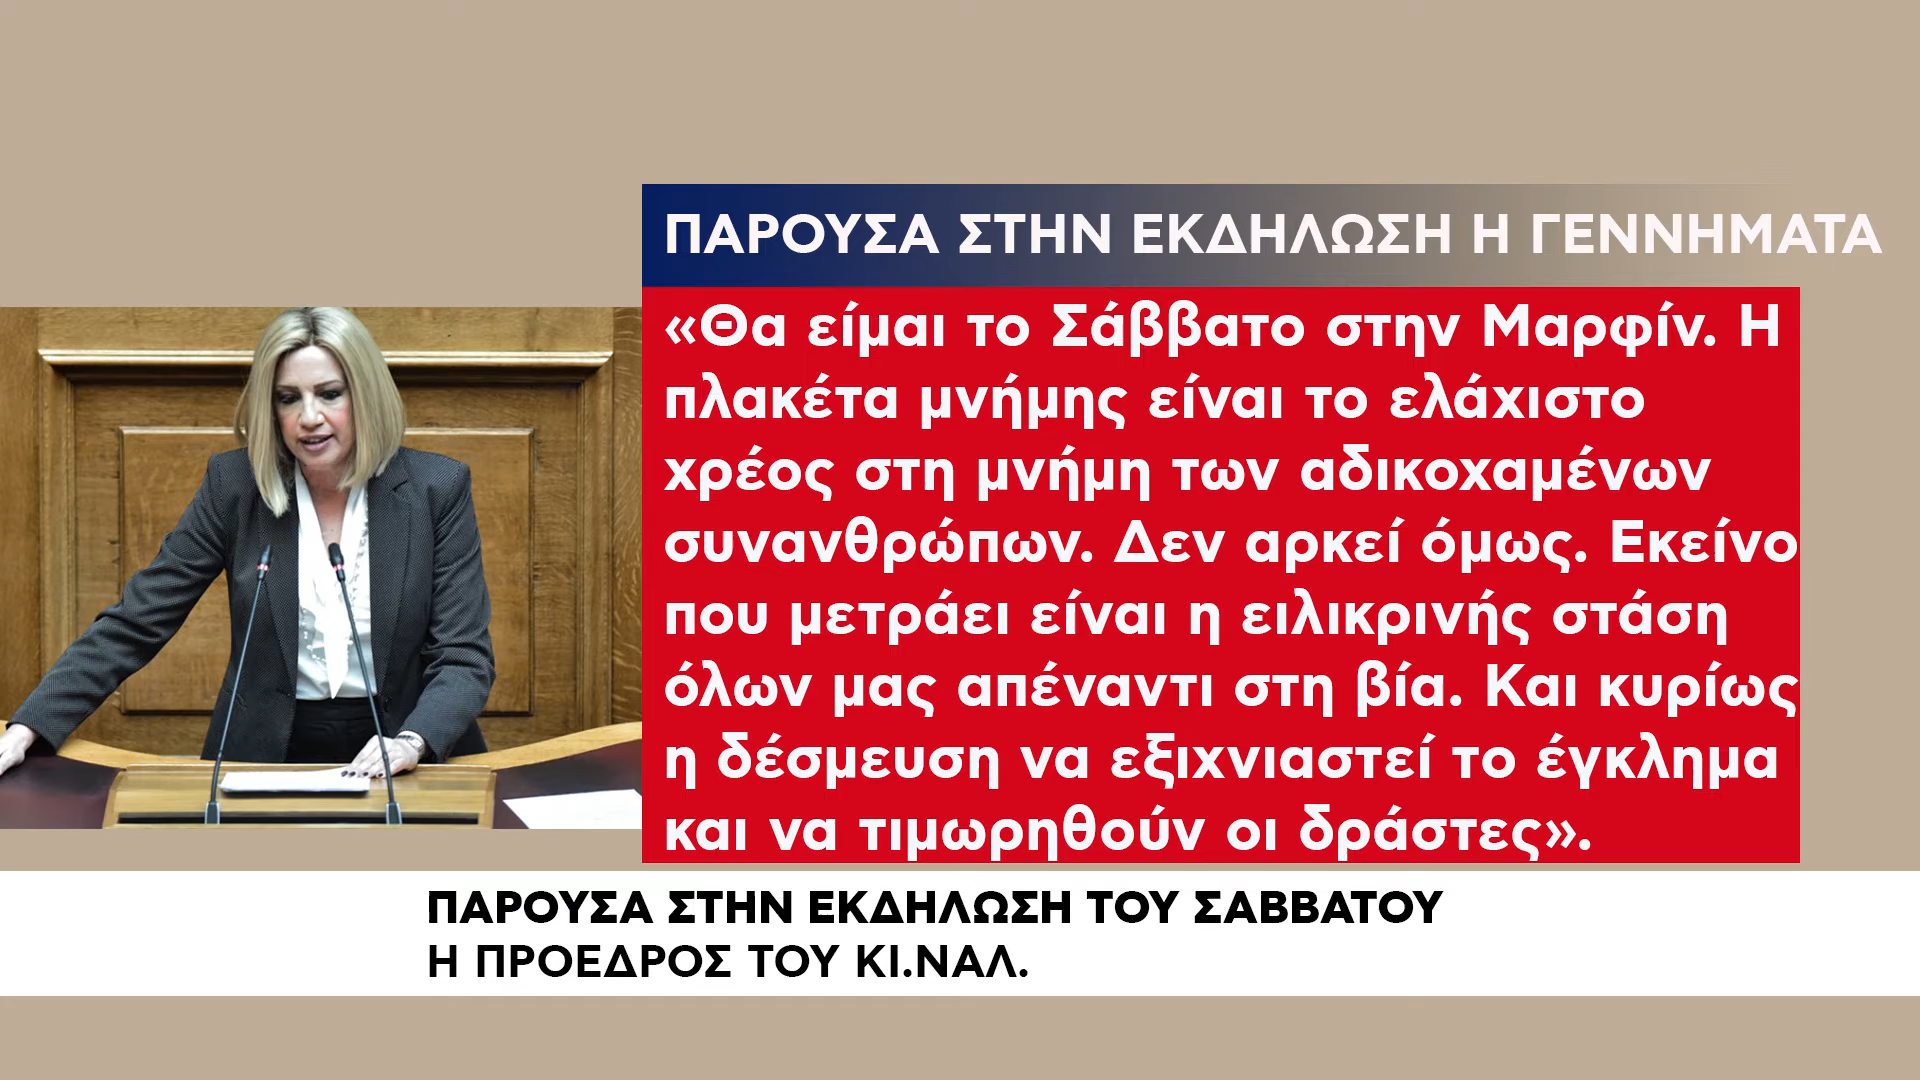 ΠΑΡΟΥΣΑ ΣΤΗΝ ΕΚΔΗΛΩΣΗ Η ΓΕΝΝΗΜΑΤΑ
«Θα είμαι το Σάββατο στην Μαρφίν. Η
πλακέτα μνήμης είναι το ελάχιστο
χρέος στη μνήμη των αδικοχαμένων
συνανθρώπων. Δεν αρκεί όμως. Εκείνο
που μετράει είναι η ειλικρινής στάση
όλων μας απέναντι στη βία. Και κυρίως
η δέσμευση να εξιχνιαστεί το έγκλημα
και να τιμωρηθούν οι δράστες».
ΠΑΡΟΥΣΑ ΣΤΗΝ ΕΚΔΗΛΩΣΗ ΤΟΥ ΣΑΒΒΑΤΟΥ
Η ΠΡΟΕΔΡΟΣ ΤΟΥ ΚΙ.ΝΑΛ.